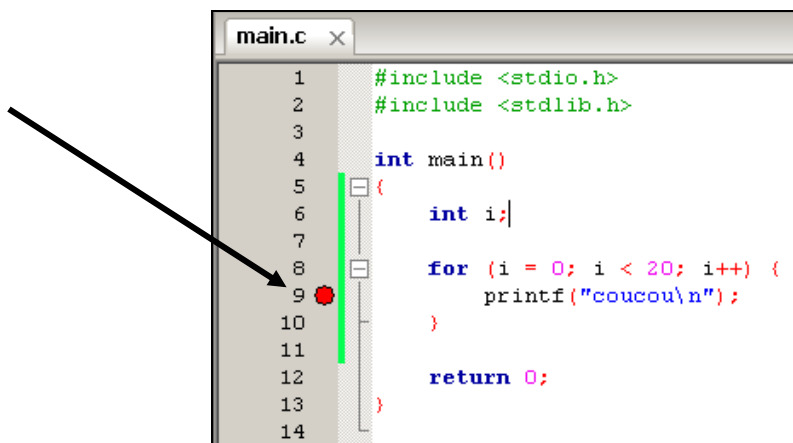 main.c ×
1 #include <stdio.h>
2 #include <stdlib.h>
3
4 int main()
5 {
6 int i;
7
8 for (i = 0; i < 20; i++) {
9 printf("coucou\n");
10 }
11
12 return 0;
13 }
14